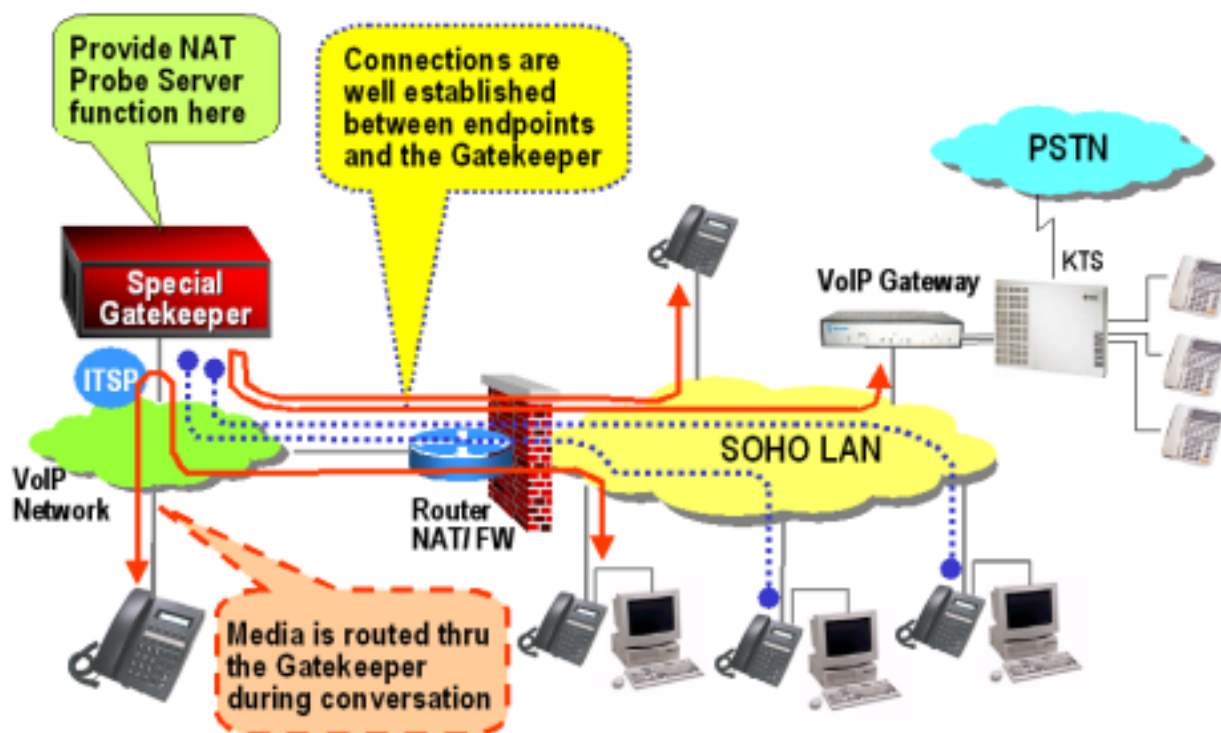 Provide NAT
Probe Server
function here
Connections are
well established
between endpoints
and the Gatekeeper
PSTN
Special
Gatekeeper
VoIP Gateway
KTS
ITSP
SOHO LAN
VoIP
Network
Router
NAT/ FW
Media is routed thru
the Gatekeeper
during conversation